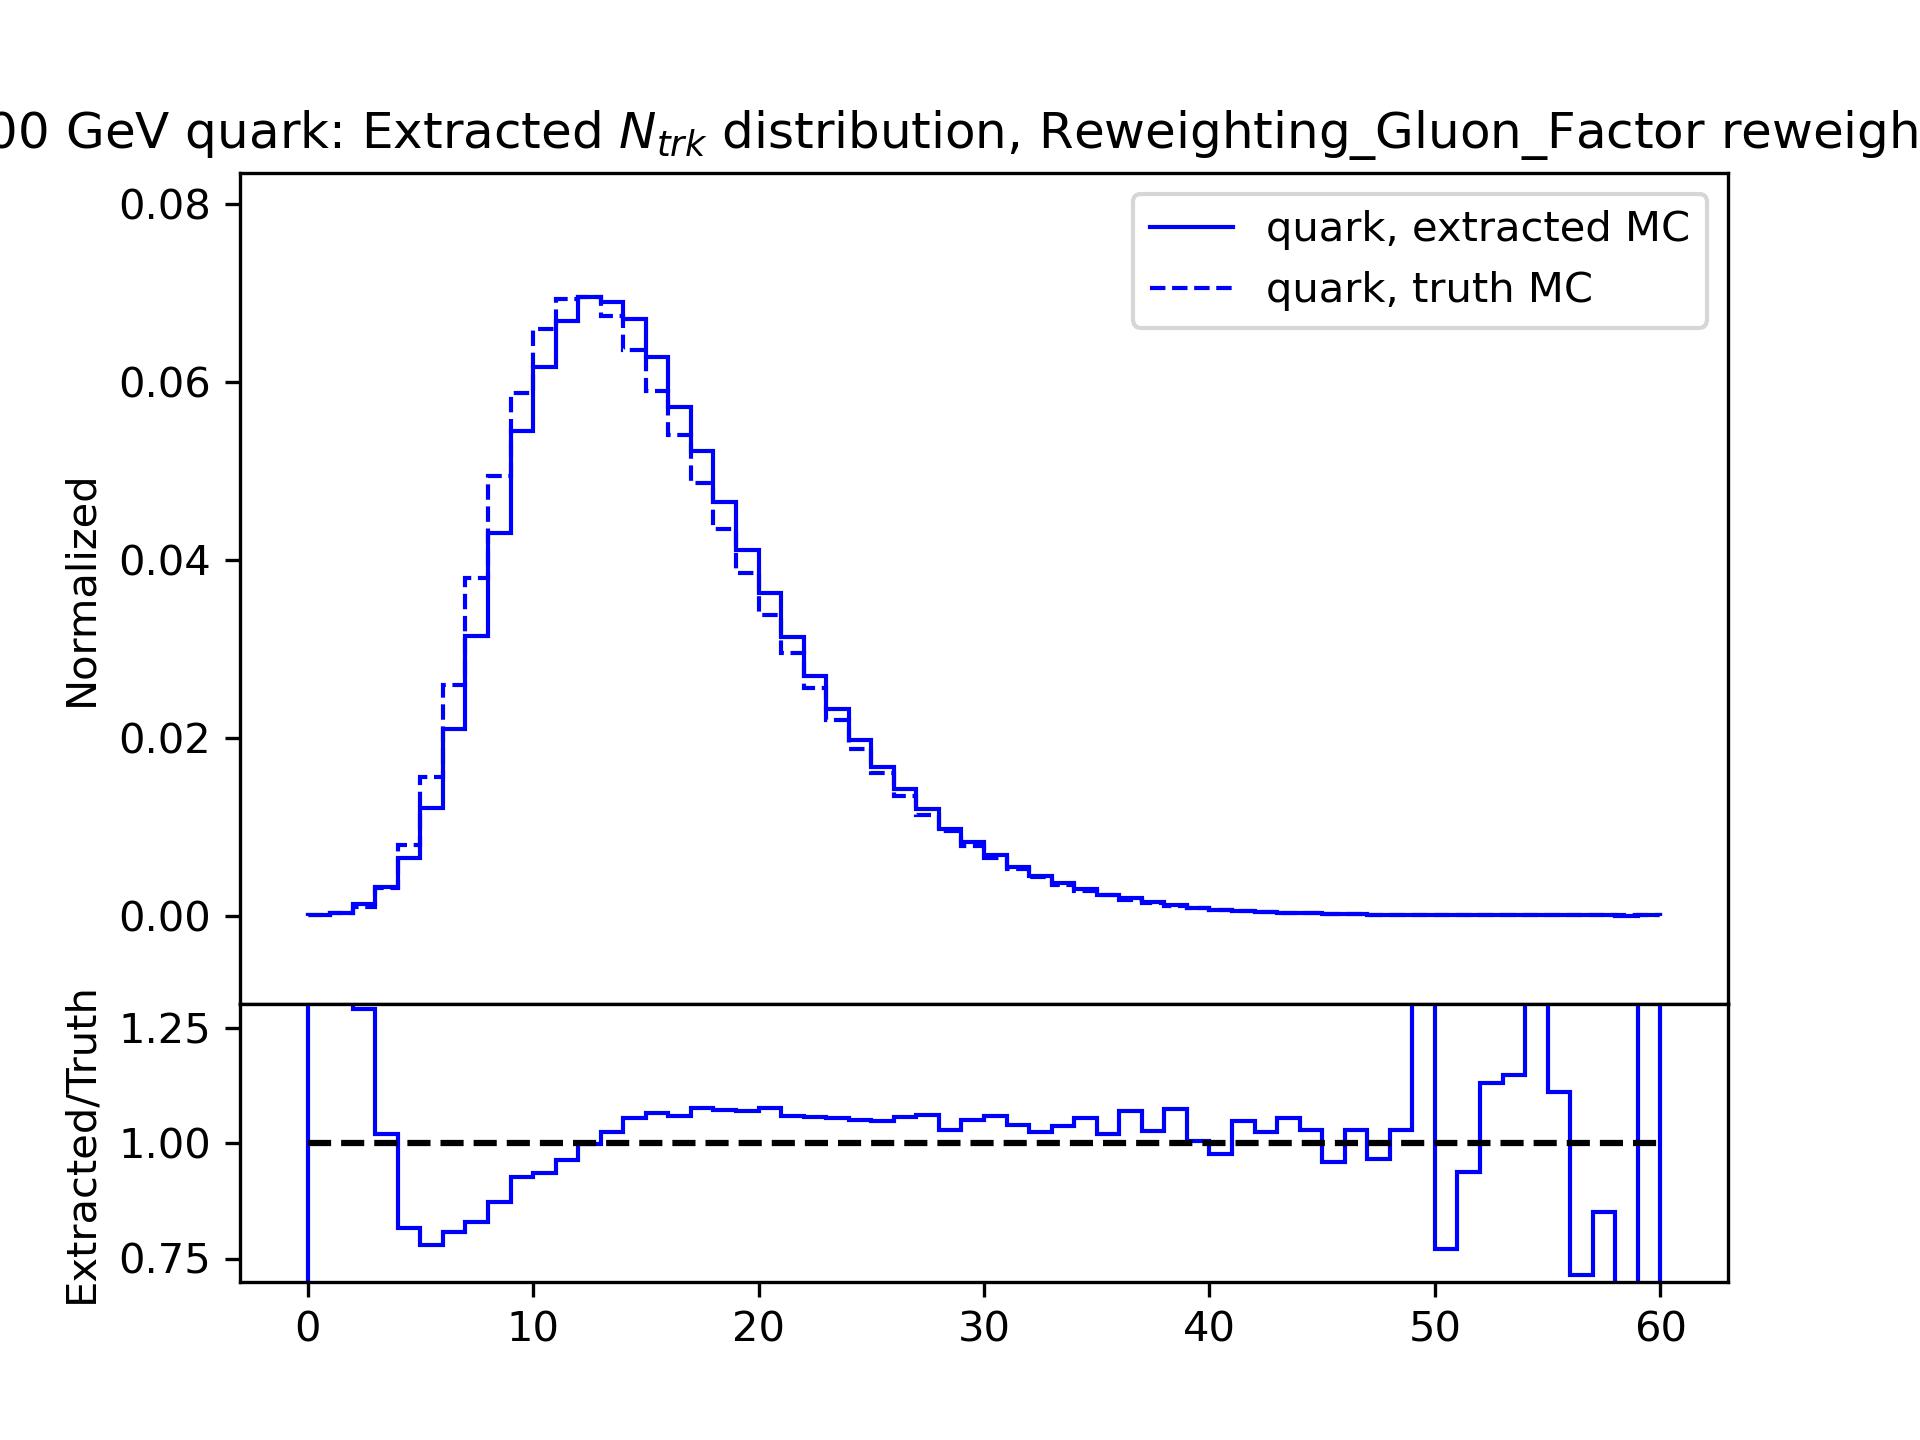 00 GeV quark: Extracted N_trk distribution, Reweighting_Gluon_Factor reweigh
quark, extracted MC
quark, truth MC
Normalized
0.08
0.06
0.04
0.02
0.00
Extracted/Truth
1.25
1.00
0.75
0 10 20 30 40 50 60